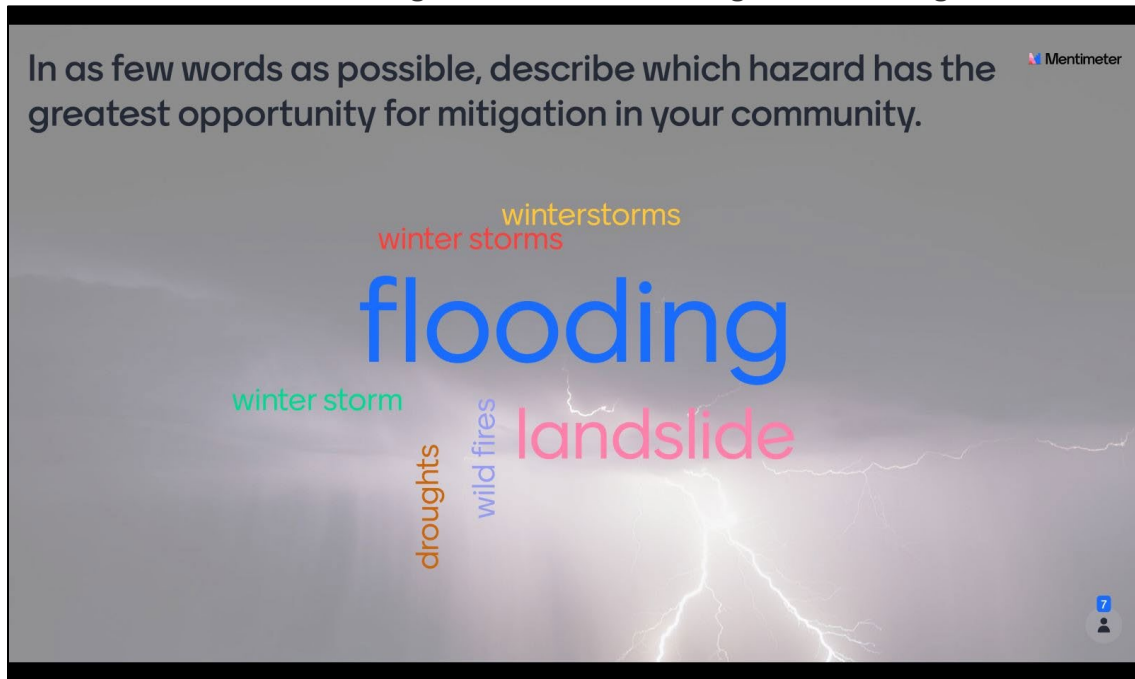 In as few words as possible, describe which hazard has the
greatest opportunity for mitigation in your community.
Mentimeter
winterstorms
winter storms
flooding
winter storm
landslide
wild fires
droughts
7